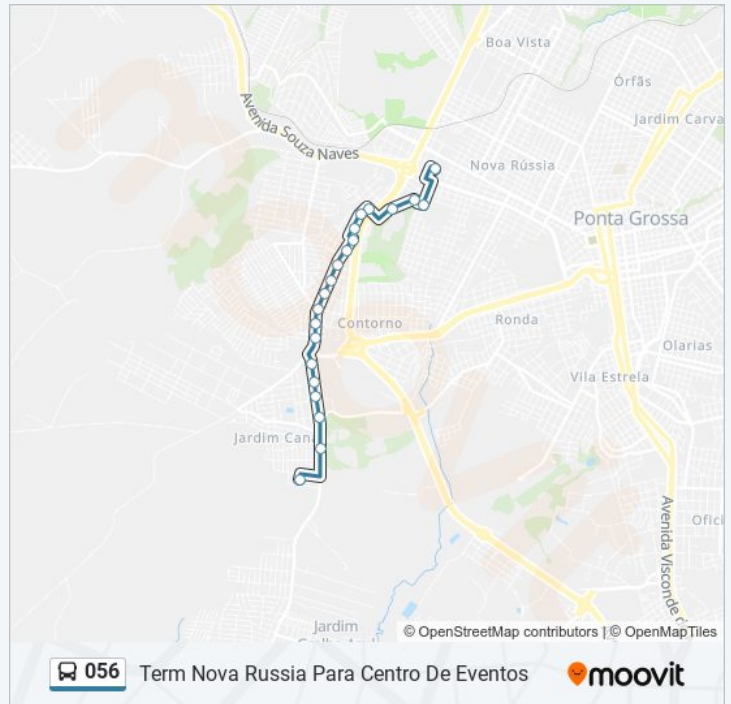 Boa Vista
Órfãs
Jardim Carva
Avenida Souza Naves
Nova Rússia
Ponta Grossa
Contorno
Ronda
Olarias
Vila Estrela
Jardim Cana
Avenida Visconde d
Ofici
Jardim
© OpenStreetMap contributors | © OpenMapTiles
056 Term Nova Russia Para Centro De Eventos moovit